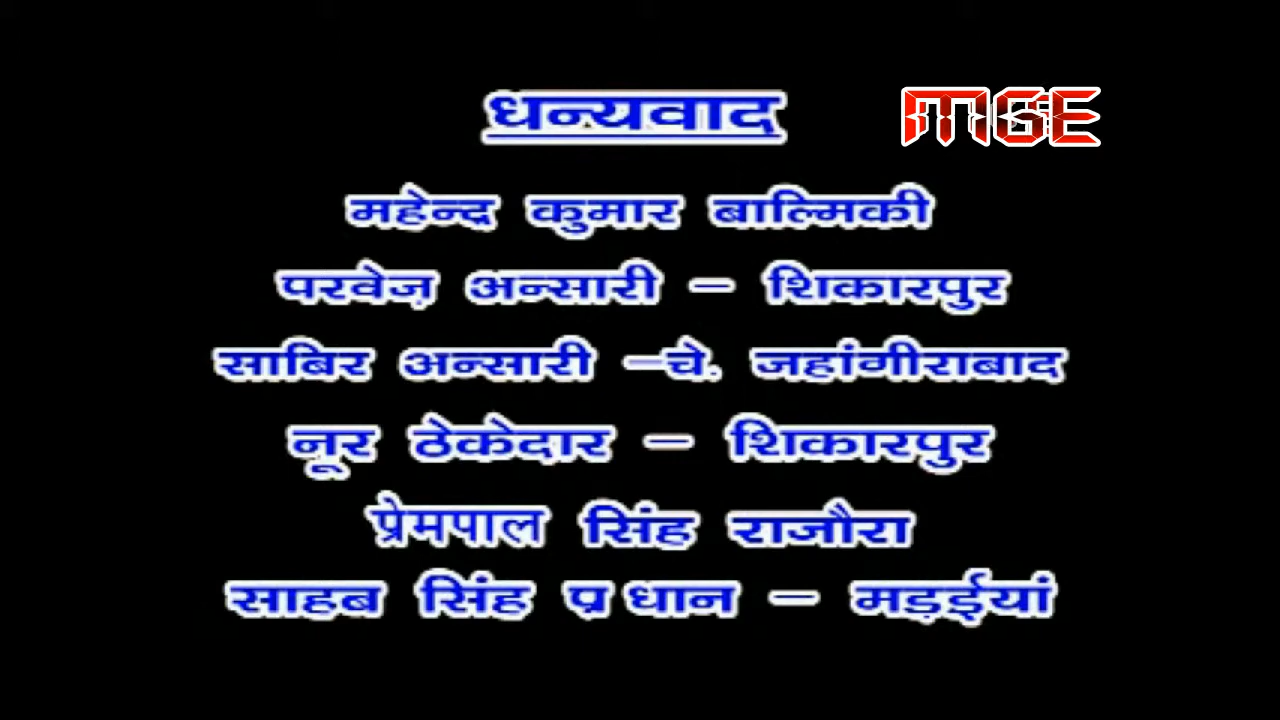 धन्यवाद
MGE
महेन्द्र कुमार बाल्मिकी
परवेज़ अन्सारी – शिकारपुर
साबिर अन्सारी –चे. जहांगीराबाद
नूर ठेकेदार – शिकारपुर
प्रेमपाल सिंह राजौरा
साहब सिंह प्रधान – मड़ईयां